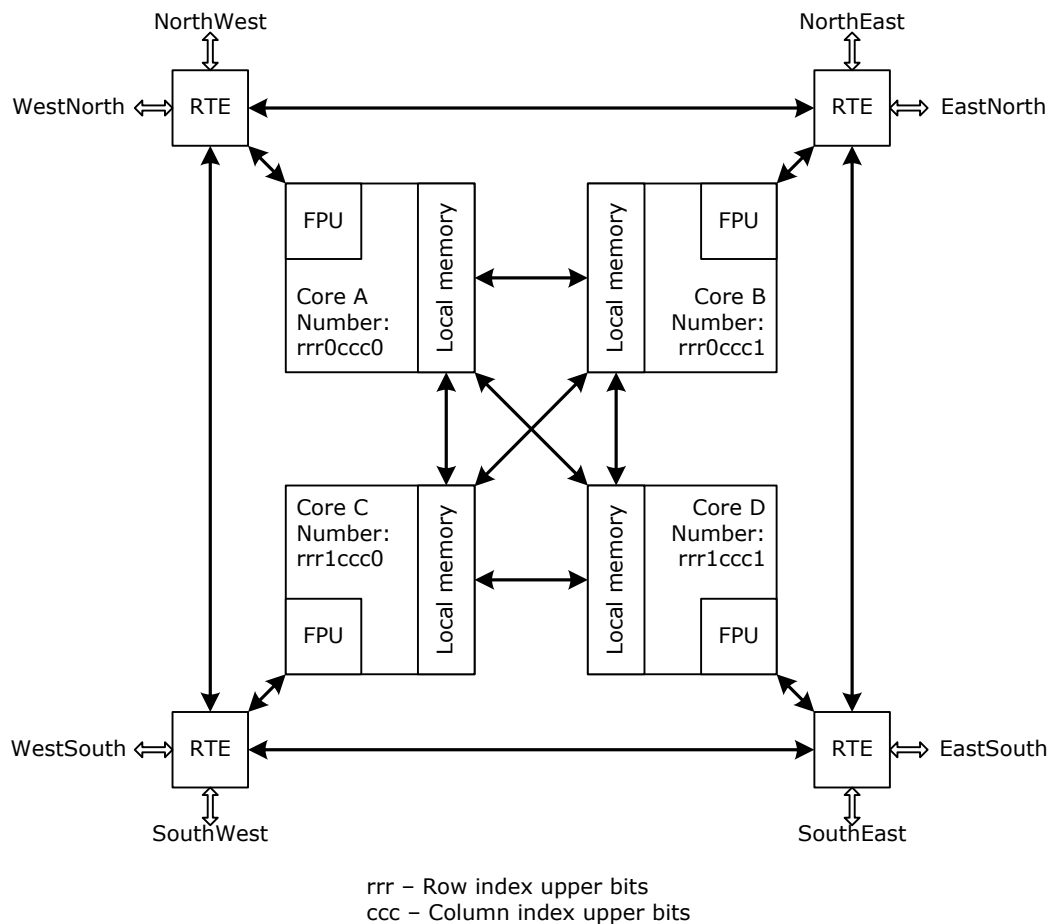 NorthWest
NorthEast
WestNorth
RTE
RTE
EastNorth
FPU
Local memory
Local memory
FPU
Core A
Number:
rrr0ccc0
Core B
Number:
rrr0ccc1
Core C
Number:
rrr1ccc0
Local memory
Local memory
Core D
Number:
rrr1ccc1
FPU
FPU
WestSouth
RTE
RTE
EastSouth
SouthWest
SouthEast
rrr – Row index upper bits
ccc – Column index upper bits